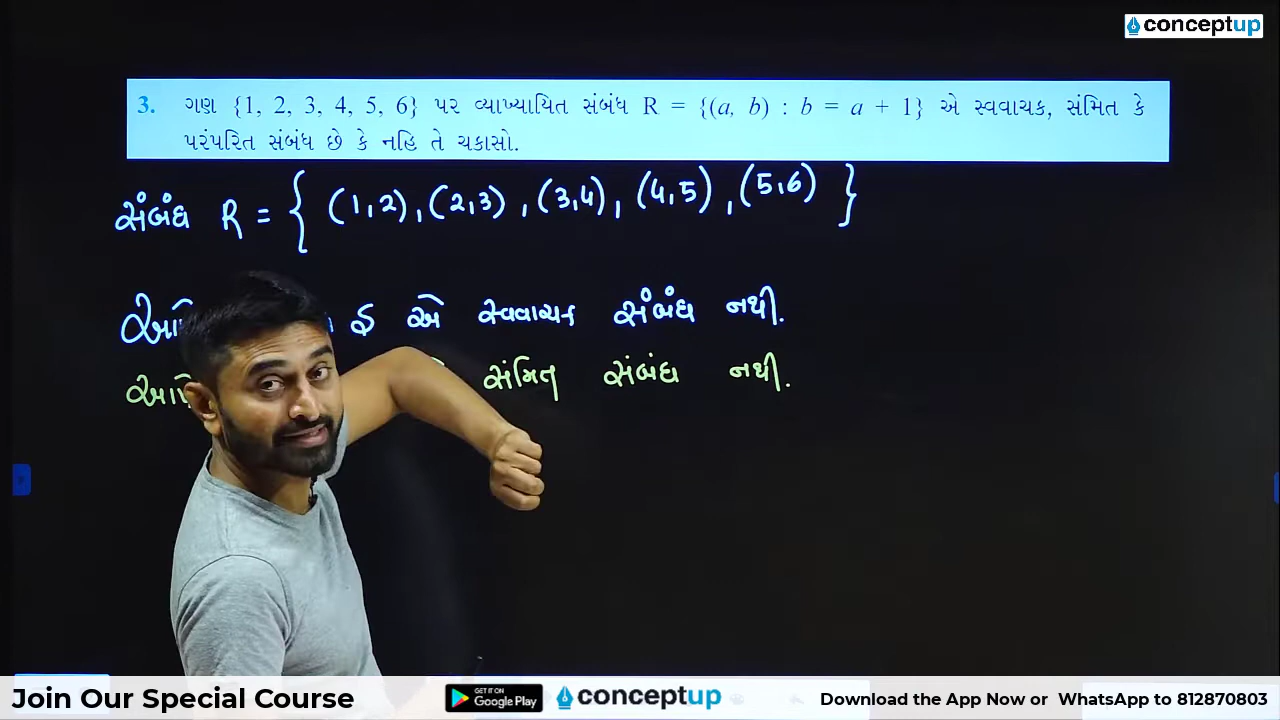 conceptup
3. ગણ {1, 2, 3, 4, 5, 6} પર વ્યાખ્યાયિત સંબંધ R = {(a, b) : b = a + 1} એ સ્વવાચક, સંમિત કે
પરંપરિત સંબંધ છે કે નહિ તે ચકાસો.
સંબંધ R = { (1,2), (2,3), (3,4), (4,5), (5,6) }
એ સ્વવાચક સંબંધ નથી.
સંમિત સંબંધ નથી.
Join Our Special Course GET IT ON Google Play conceptup Download the App Now or WhatsApp to 812870803